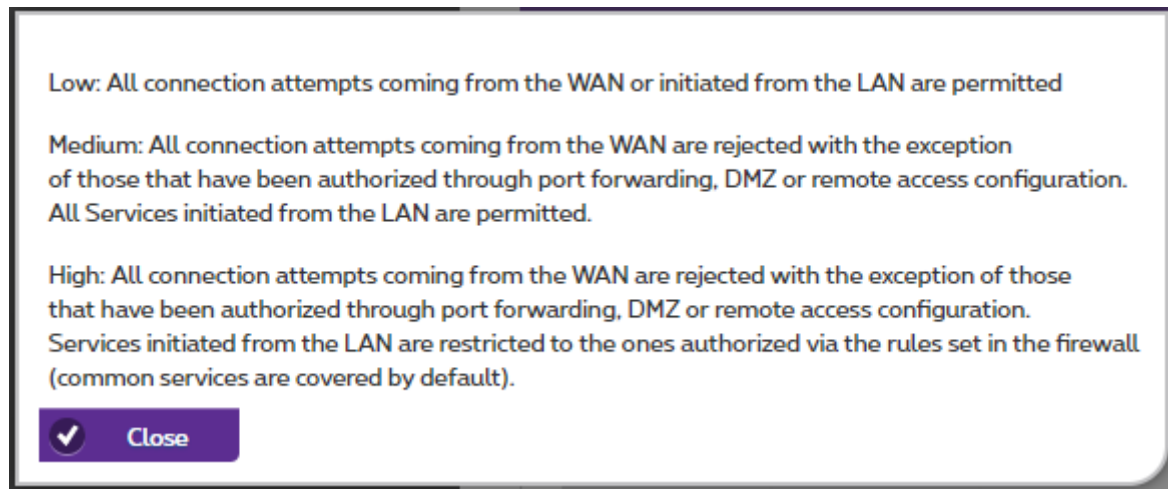 Low: All connection attempts coming from the WAN or initiated from the LAN are permitted
Medium: All connection attempts coming from the WAN are rejected with the exception
of those that have been authorized through port forwarding, DMZ or remote access configuration.
All Services initiated from the LAN are permitted.
High: All connection attempts coming from the WAN are rejected with the exception of those
that have been authorized through port forwarding, DMZ or remote access configuration.
Services initiated from the LAN are restricted to the ones authorized via the rules set in the firewall
(common services are covered by default).
Close